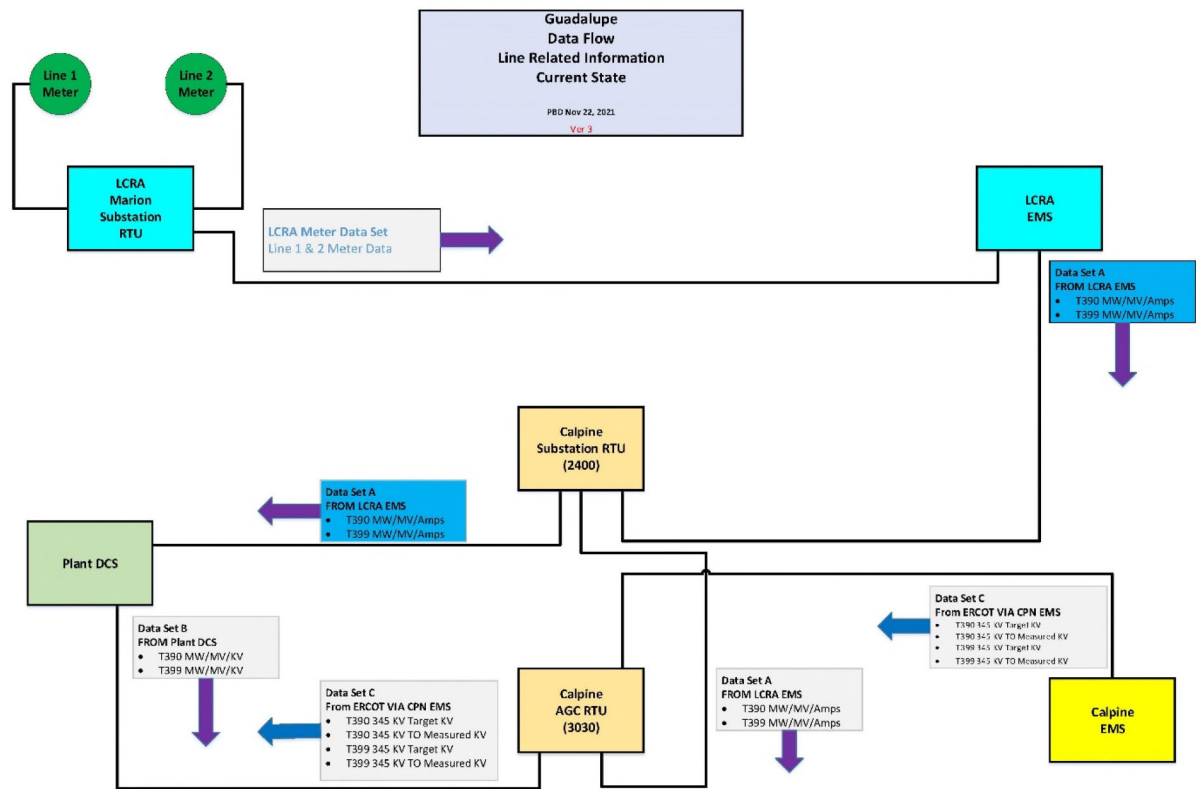 Guadalupe
Data Flow
Line Related Information
Current State
PBD Nov 22, 2021
Ver 3
Line 1
Meter
Line 2
Meter
LCRA
Marion
Substation
RTU
LCRA Meter Data Set
Line 1 & 2 Meter Data
LCRA
EMS
Data Set A
FROM LCRA EMS
• T390 MW/MV/Amps
• T399 MW/MV/Amps
Calpine
Substation RTU
(2400)
Data Set A
FROM LCRA EMS
• T390 MW/MV/Amps
• T399 MW/MV/Amps
Plant DCS
Data Set B
FROM Plant DCS
• T390 MW/MV/KV
• T399 MW/MV/KV
Data Set C
From ERCOT VIA CPN EMS
• T390 345 KV Target KV
• T390 345 KV TO Measured KV
• T399 345 KV Target KV
• T399 345 KV TO Measured KV
Calpine
AGC RTU
(3030)
Data Set A
FROM LCRA EMS
• T390 MW/MV/Amps
• T399 MW/MV/Amps
Data Set C
From ERCOT VIA CPN EMS
• T390 345 KV Target KV
• T390 345 KV TO Measured KV
• T399 345 KV Target KV
• T399 345 KV TO Measured KV
Calpine
EMS